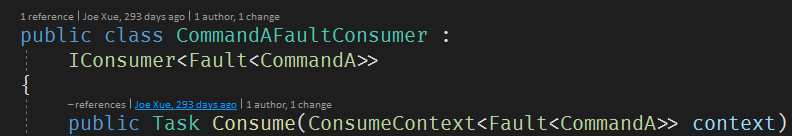 1 reference | Joe Xue, 293 days ago | 1 author, 1 change
public class CommandAFaultConsumer :
IConsumer<Fault<CommandA>>
{
– references | Joe Xue, 293 days ago | 1 author, 1 change
public Task Consume(ConsumeContext<Fault<CommandA>> context)